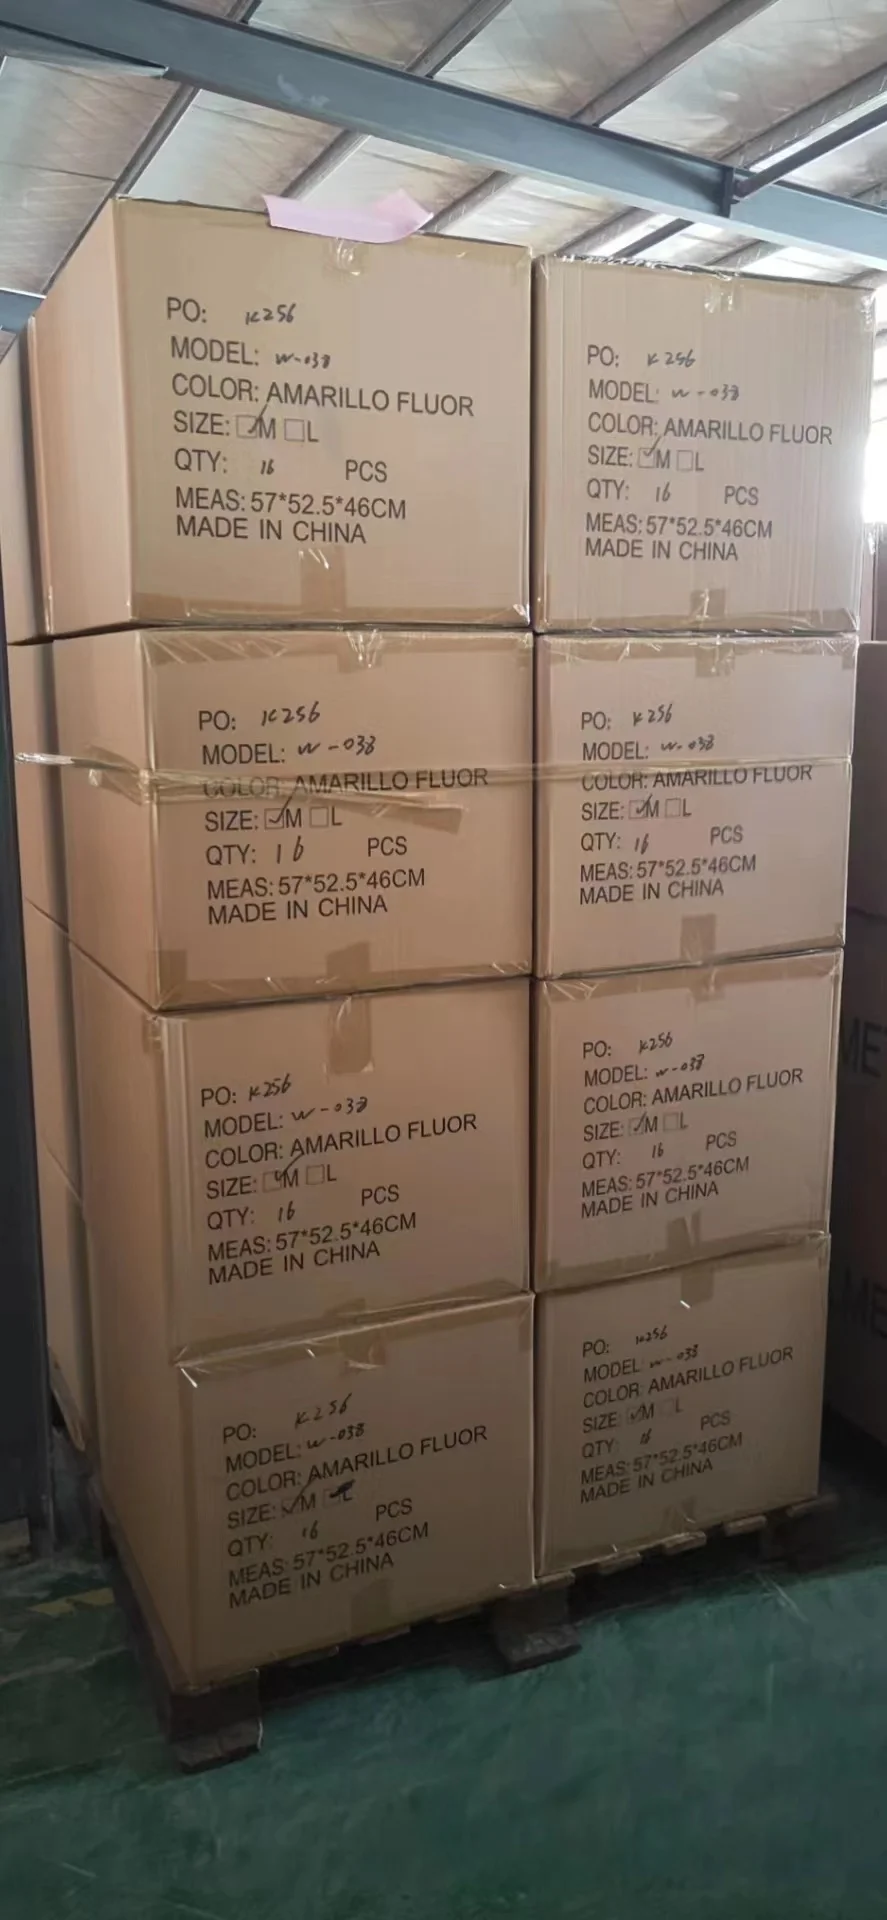 PO: K256
MODEL: W-038
COLOR: AMARILLO FLUOR
SIZE: ☑M ☐L
QTY: 16 PCS
MEAS: 57*52.5*46CM
MADE IN CHINA
PO: K256
MODEL: W-038
COLOR: AMARILLO FLUOR
SIZE: ☑M ☐L
QTY: 16 PCS
MEAS: 57*52.5*46CM
MADE IN CHINA
PO: K256
MODEL: W-038
COLOR: AMARILLO FLUOR
SIZE: ☑M ☐L
QTY: 16 PCS
MEAS: 57*52.5*46CM
MADE IN CHINA
PO: K256
MODEL: W-038
COLOR: AMARILLO FLUOR
SIZE: ☑M ☐L
QTY: 16 PCS
MEAS: 57*52.5*46CM
MADE IN CHINA
PO: K256
MODEL: W-038
COLOR: AMARILLO FLUOR
SIZE: ☑M ☐L
QTY: 16 PCS
MEAS: 57*52.5*46CM
MADE IN CHINA
PO: K256
MODEL: W-038
COLOR: AMARILLO FLUOR
SIZE: ☑M ☐L
QTY: 16 PCS
MEAS: 57*52.5*46CM
MADE IN CHINA
PO: K256
MODEL: W-038
COLOR: AMARILLO FLUOR
SIZE: ☑M L
QTY: 16 PCS
MEAS: 57*52.5*46CM
MADE IN CHINA
PO: K256
MODEL: W-038
COLOR: AMARILLO FLUOR
SIZE: ☑M ☐L
QTY: 16 PCS
MEAS: 57*52.5*46CM
MADE IN CHINA